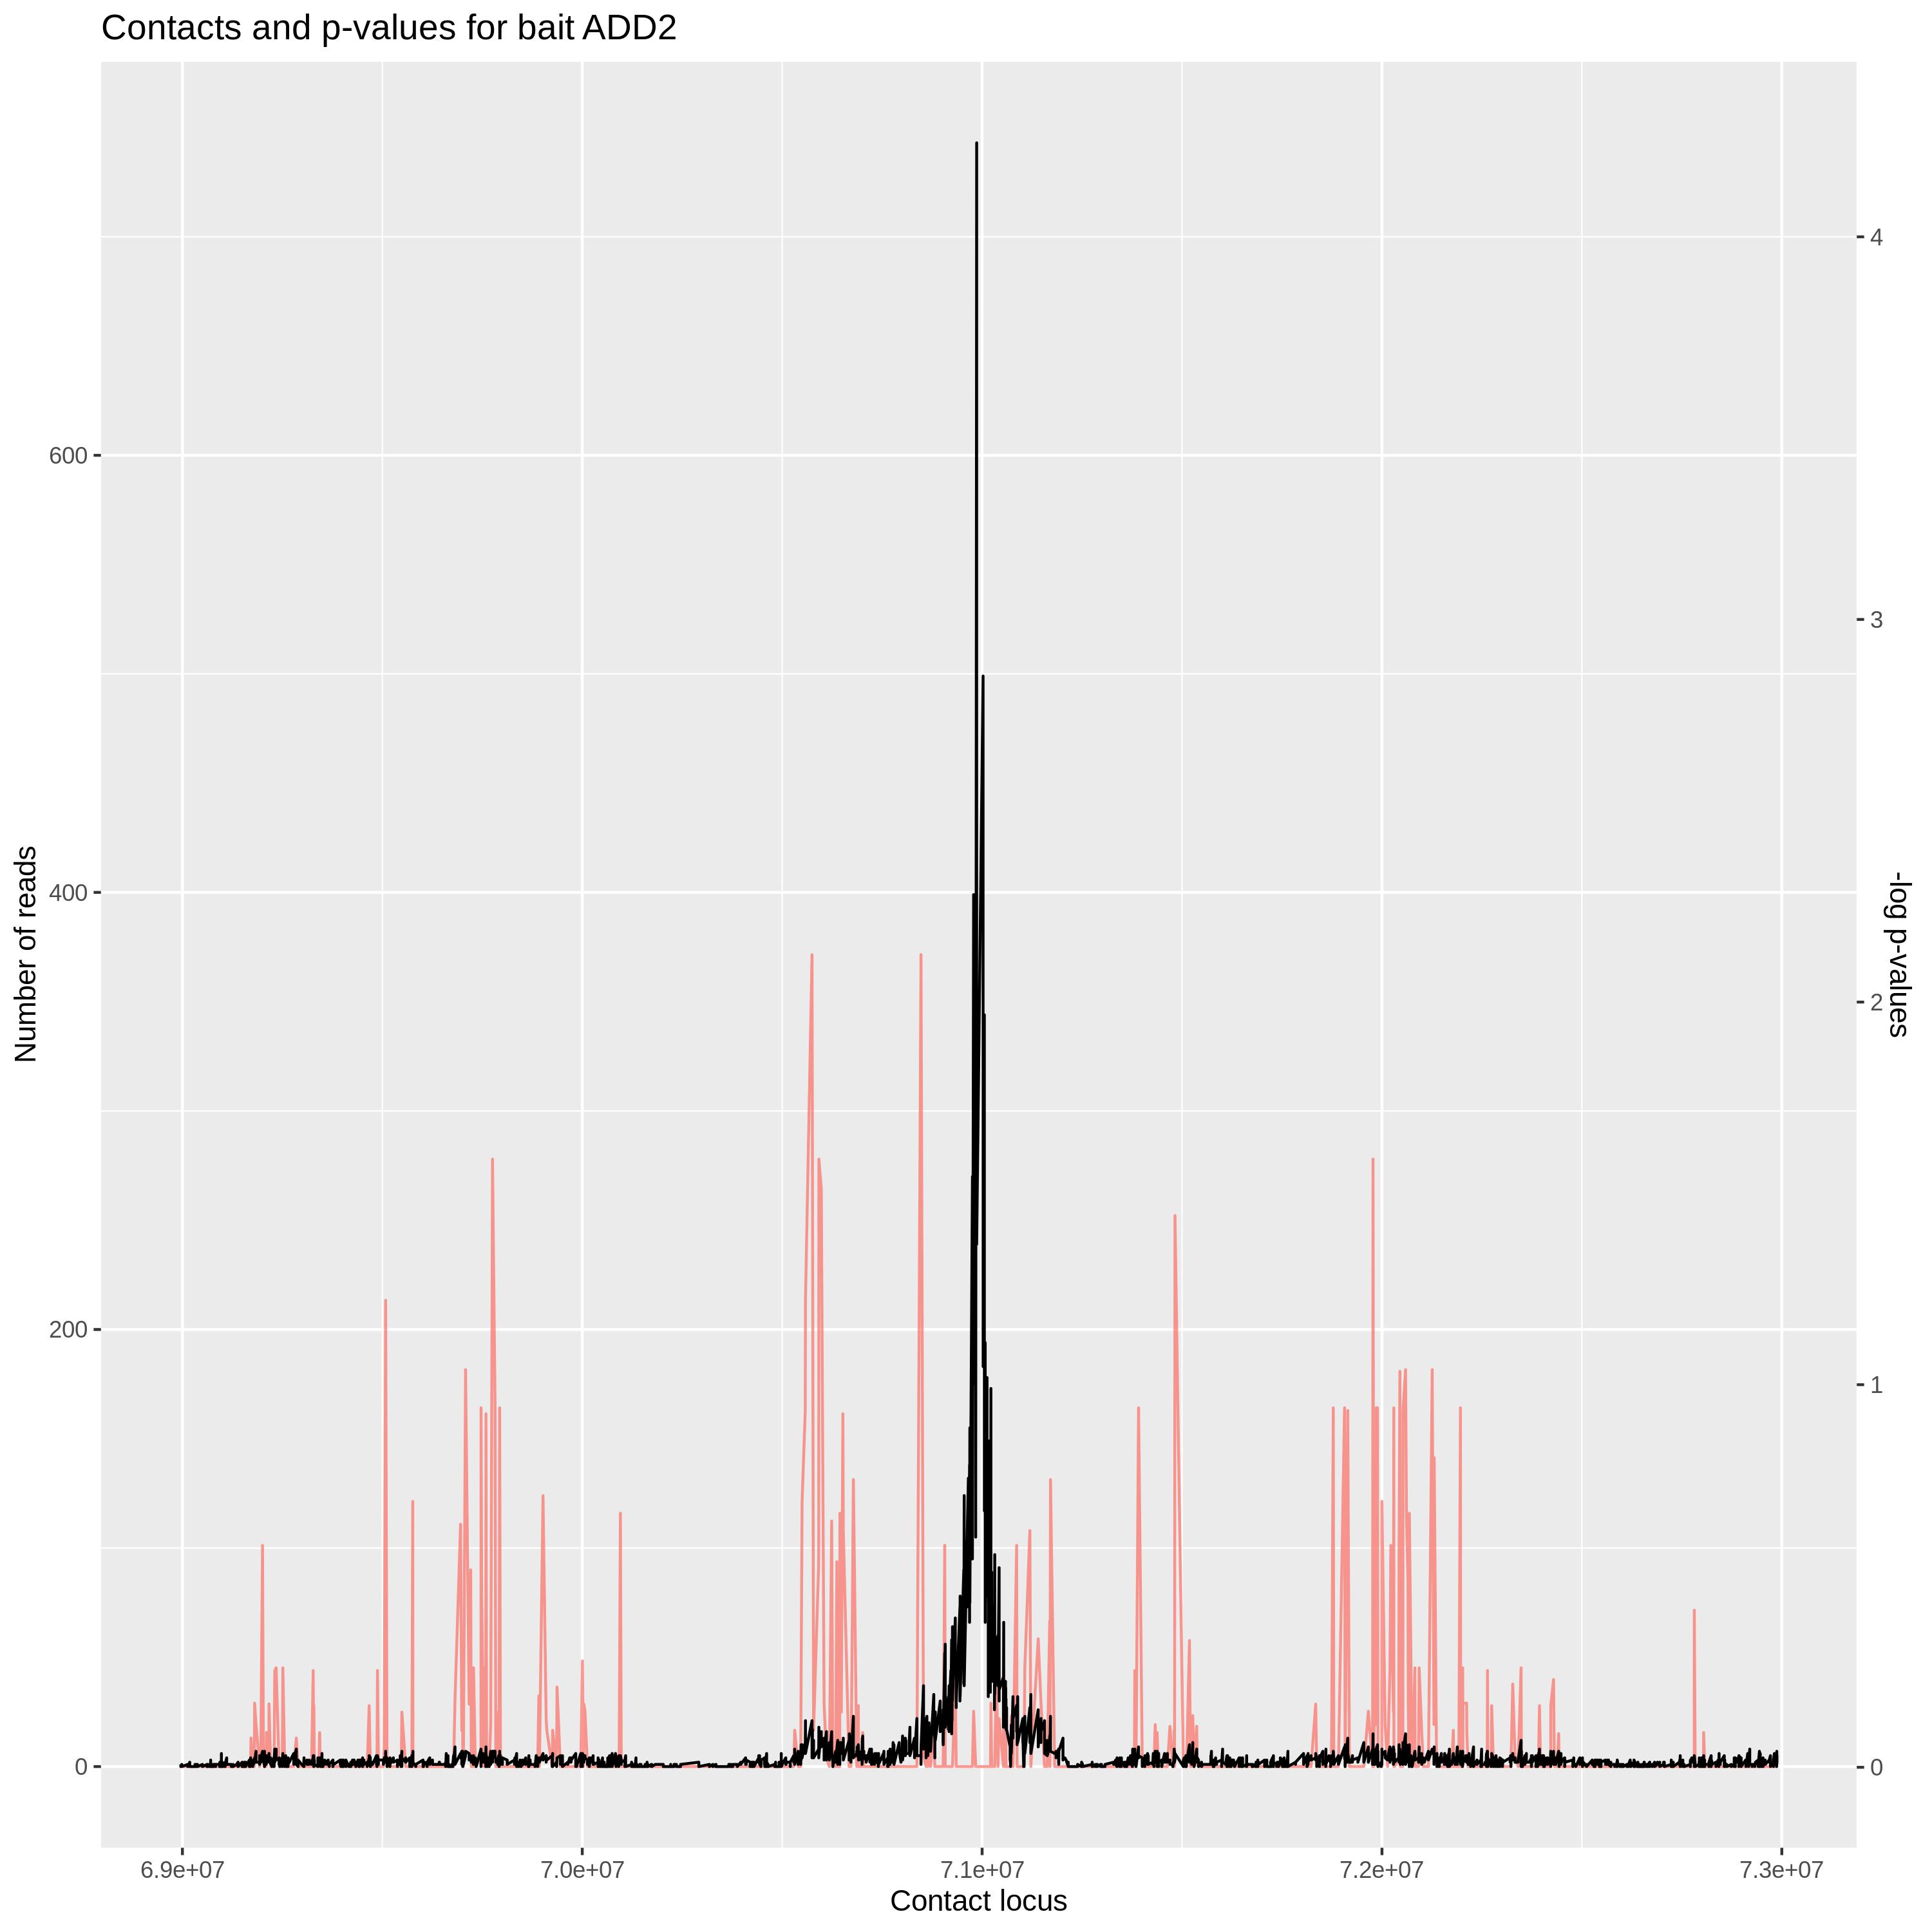 Contacts and p-values for bait ADD2
Number of reads
600
400
200
0
-log p-values
4
3
2
1
0
6.9e+07
7.0e+07
7.1e+07
7.2e+07
7.3e+07
Contact locus